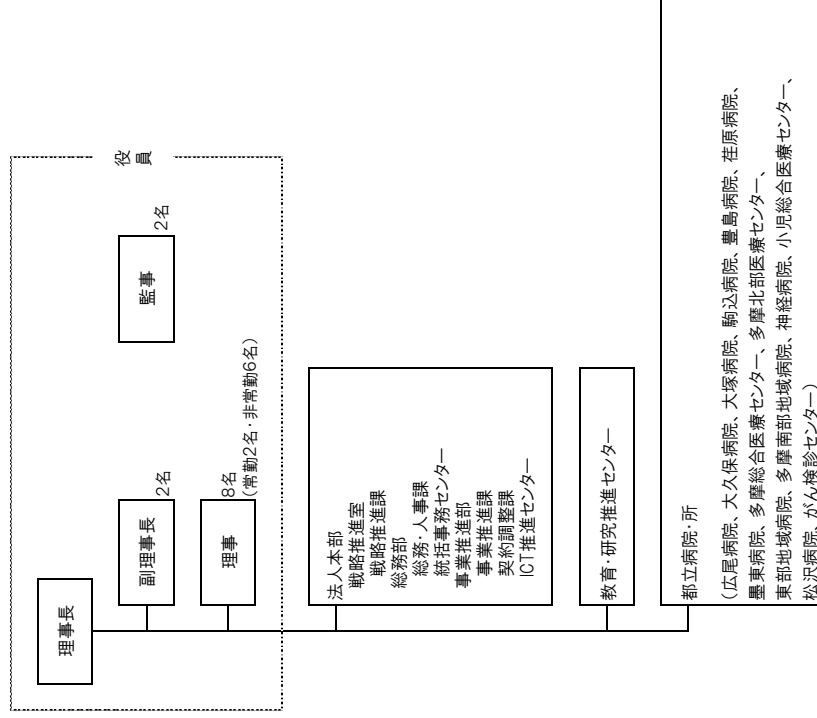 役員
理事長
副理事長
2名
監事
2名
理事
8名
（常勤2名・非常勤6名）
法人本部
戦略推進室
戦略推進課
総務部
総務・人事課
統括事務センター
事業推進部
事業推進課
契約調整課
ICT推進センター
教育・研究推進センター
都立病院・所
（広尾病院、大久保病院、大塚病院、駒込病院、豊島病院、荏原病院、
墨東病院、多摩総合医療センター、多摩北部医療センター、
東部地域病院、多摩南部地域病院、神経病院、小児総合医療センター、
松沢病院、がん検診センター）